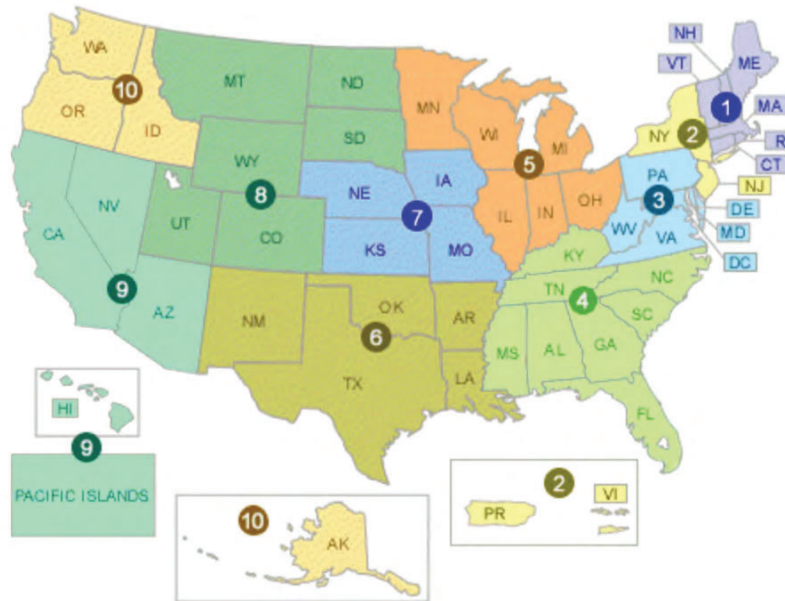 NH
WA
MT
ND
VT
ME
10
MN
1
MA
OR
ID
SD
WI
MI
NY
2
R
WY
CT
5
PA
NJ
NE
IA
8
3
DE
NV
IL
IN
OH
WV
MD
CA
UT
CO
7
VA
KS
MO
DC
KY
9
TN
NC
4
AZ
NM
OK
AR
SC
6
MS
AL
GA
TX
LA
HI
FL
9
PACIFIC ISLANDS
2
VI
10
PR
AK